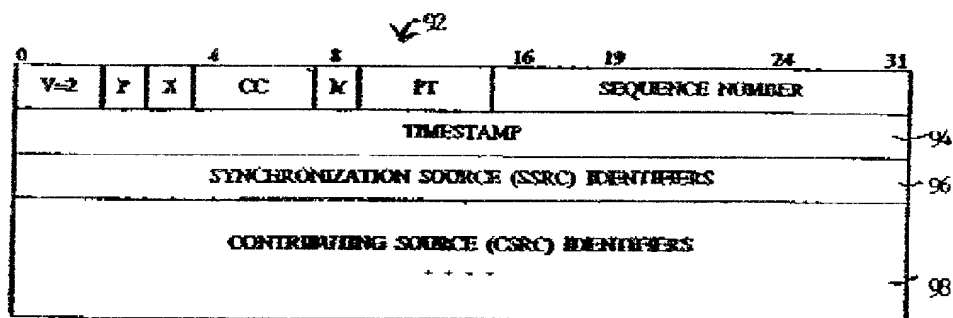 92
0 4 8 16 19 24 31
V=2 P X CC M PT SEQUENCE NUMBER
TIMESTAMP
94
SYNCHRONIZATION SOURCE (SSRC) IDENTIFIERS
96
CONTRIBUTING SOURCE (CSRC) IDENTIFIERS
98